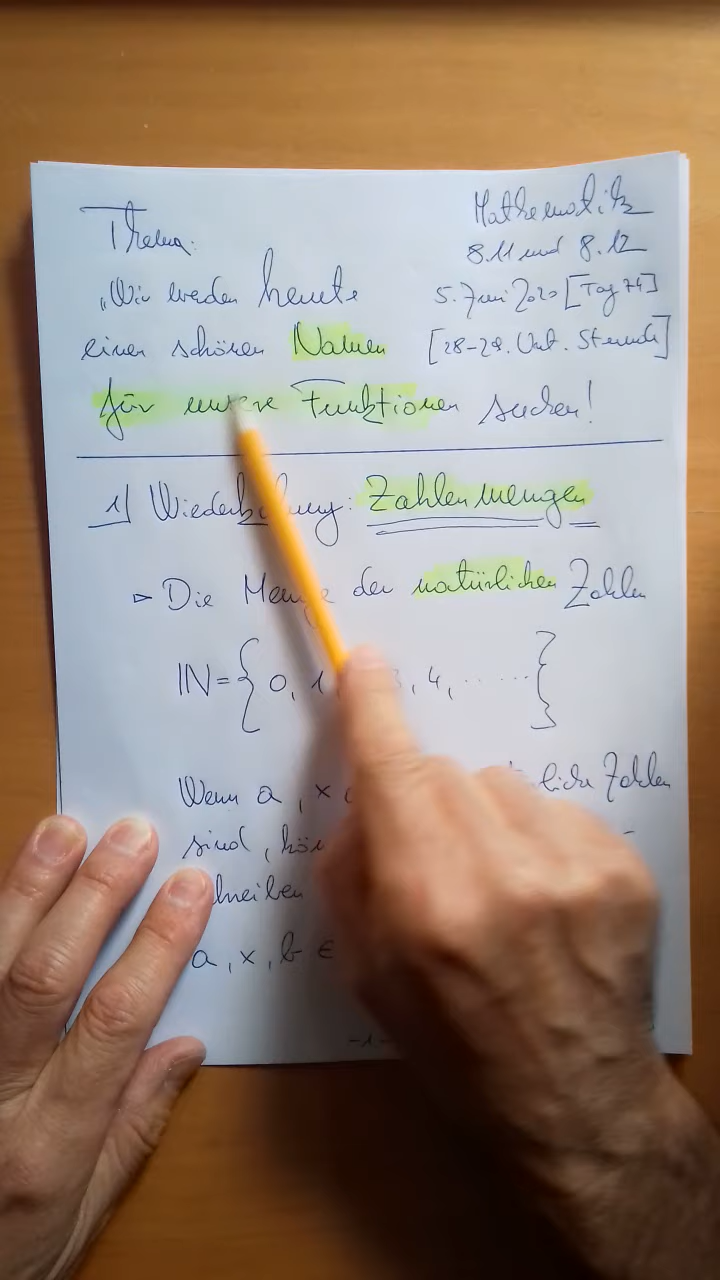 Thema:
Mathematik
8.11 und 8.12
„Wir werden heute
5. Juni 2020 [Tag 74]
einen schönen Namen
[28-29. Unt. Stunde]
für unsere Funktionen suchen!
1) Wiederholung: Zahlenmengen
▻ Die Menge der natürlichen Zahlen
IN = { 0, 1, 3, 4, ...... }
Wenn a, x Zahlen
sind,
a, x, b ∈
-1-